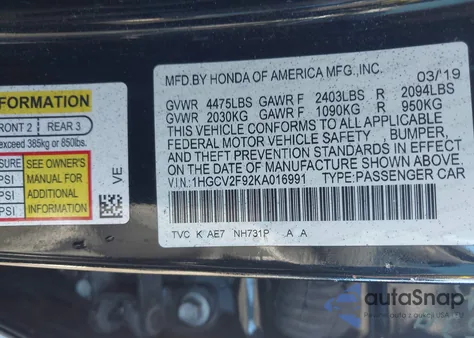 FORMATION
FRONT 2 | REAR 3
exceed 385kg or 850lbs.
SURE SEE OWNER'S
PSI MANUAL FOR
PSI ADDITIONAL
PSI INFORMATION
VE
MFD.BY HONDA OF AMERICA MFG.,INC. 03/'19
GVWR 4475LBS GAWR F 2403LBS R 2094LBS
GVWR 2030KG GAWR F 1090KG R 950KG
THIS VEHICLE CONFORMS TO ALL APPLICABLE
FEDERAL MOTOR VEHICLE SAFETY BUMPER,
AND THEFT PREVENTION STANDARDS IN EFFECT
ON THE DATE OF MANUFACTURE SHOWN ABOVE.
V.I.N:1HGCV2F92KA016991 TYPE:PASSENGER CAR
TVC K AE7 NH731P A .A
autoSnap